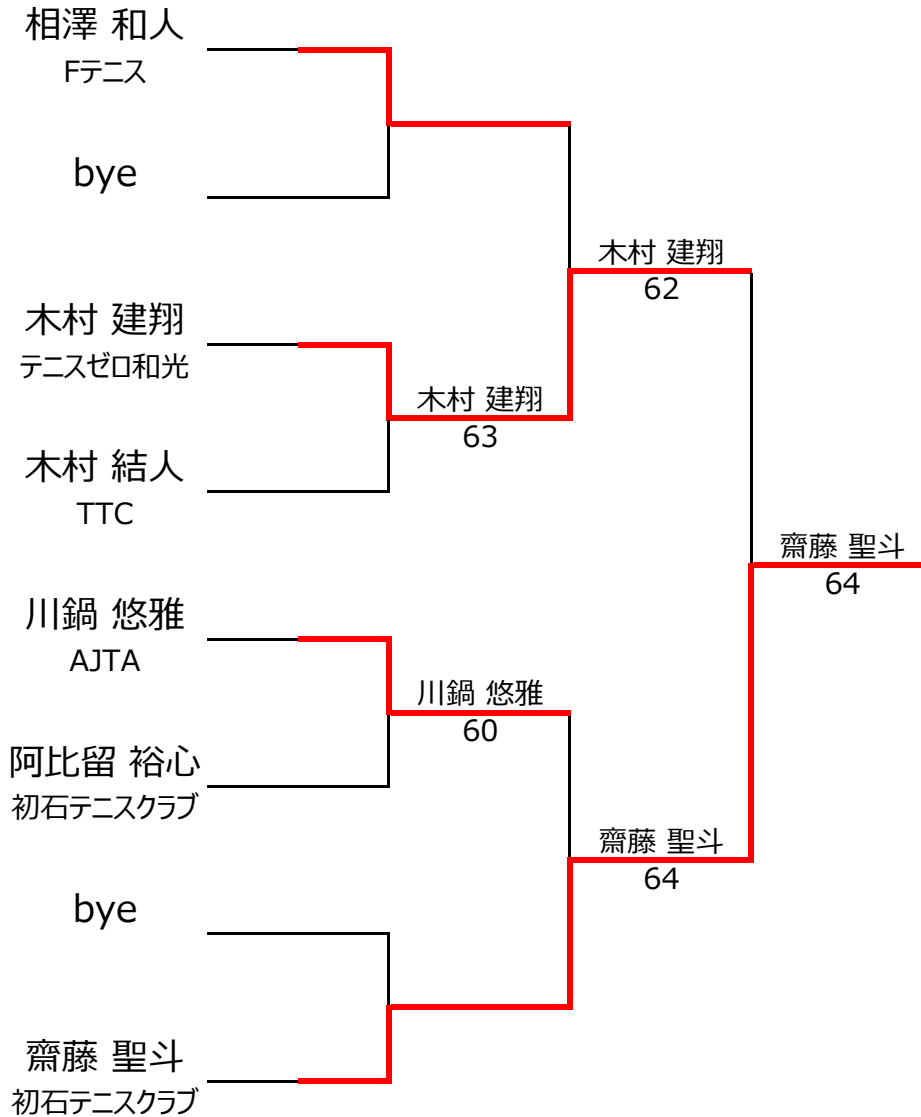 相澤 和人
Fテニス
bye
木村 建翔
62
木村 建翔
テニスゼロ和光
木村 建翔
63
木村 結人
TTC
齋藤 聖斗
64
川鍋 悠雅
AJTA
川鍋 悠雅
60
阿比留 裕心
初石テニスクラブ
齋藤 聖斗
64
bye
齋藤 聖斗
初石テニスクラブ